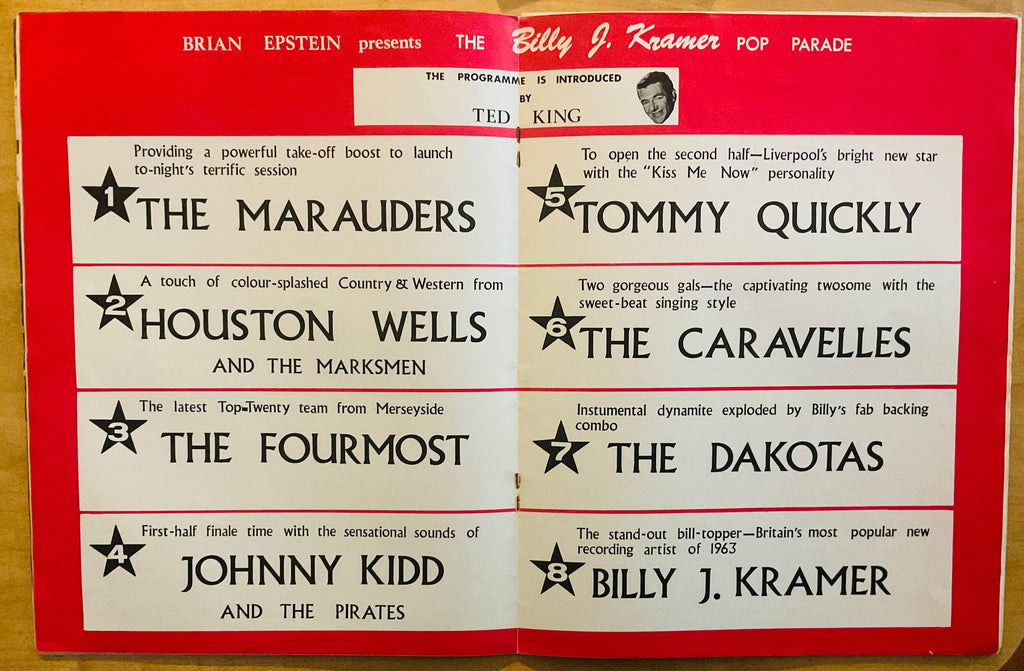 BRIAN EPSTEIN presents THE Billy J. Kramer POP PARADE
THE PROGRAMME IS INTRODUCED
BY
TED KING
Providing a powerful take-off boost to launch
to-night's terrific session
1 THE MARAUDERS
A touch of colour-splashed Country & Western from
2 HOUSTON WELLS
AND THE MARKSMEN
The latest Top-Twenty team from Merseyside
3 THE FOURMOST
First-half finale time with the sensational sounds of
4 JOHNNY KIDD
AND THE PIRATES
To open the second half—Liverpool's bright new star
with the "Kiss Me Now" personality
5 TOMMY QUICKLY
Two gorgeous gals—the captivating twosome with the
sweet-beat singing style
6 THE CARAVELLES
Instumental dynamite exploded by Billy's fab backing
combo
7 THE DAKOTAS
The stand-out bill-topper—Britain's most popular new
recording artist of 1963
8 BILLY J. KRAMER